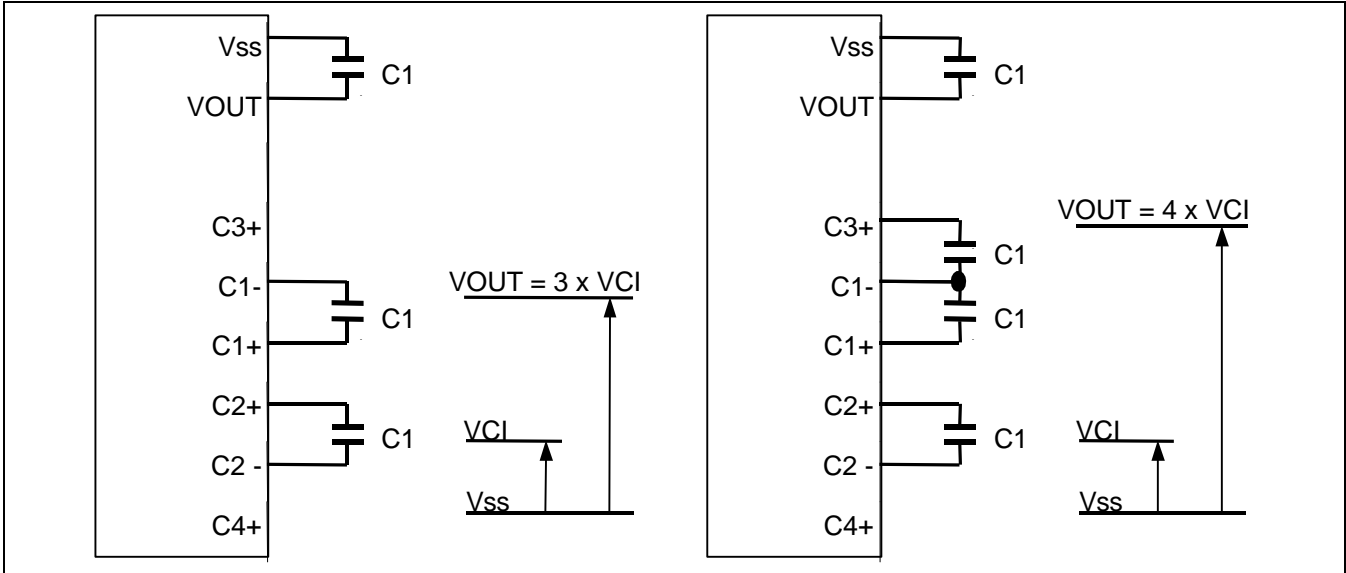 Vss
C1
VOUT
C3+
C1-
C1
C1+
C2+
C1
C2 -
C4+
VOUT = 3 x VCI
VCI
Vss
Vss
C1
VOUT
C3+
C1
C1-
C1
C1+
C2+
C1
C2 -
C4+
VOUT = 4 x VCI
VCI
Vss